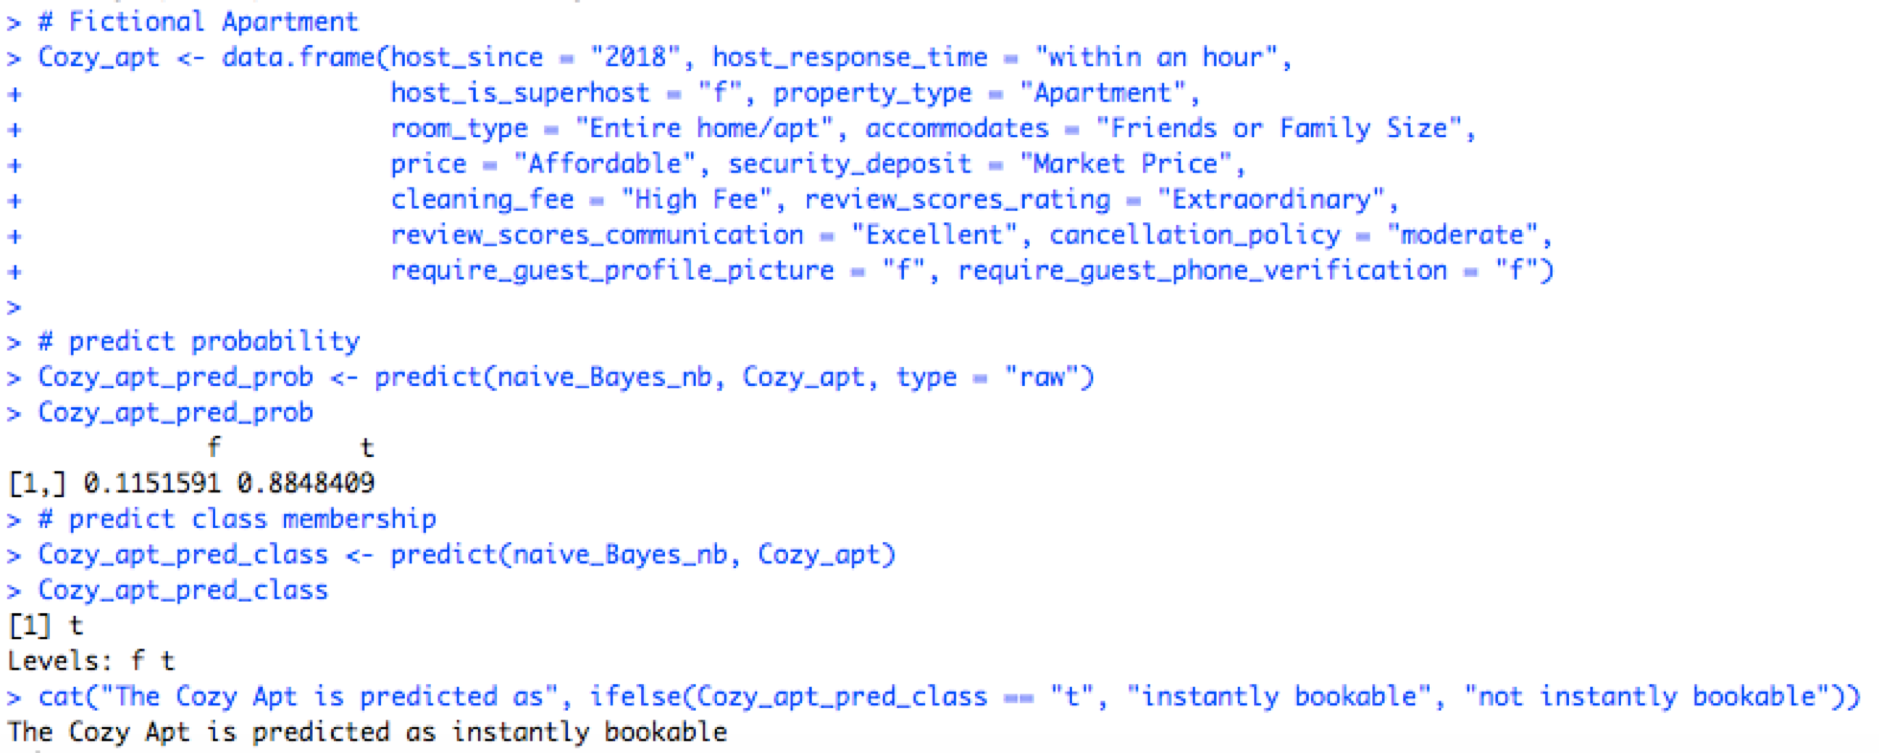 > # Fictional Apartment
> Cozy_apt <- data.frame(host_since = "2018", host_response_time = "within an hour",
+                         host_is_superhost = "f", property_type = "Apartment",
+                         room_type = "Entire home/apt", accommodates = "Friends or Family Size",
+                         price = "Affordable", security_deposit = "Market Price",
+                         cleaning_fee = "High Fee", review_scores_rating = "Extraordinary",
+                         review_scores_communication = "Excellent", cancellation_policy = "moderate",
+                         require_guest_profile_picture = "f", require_guest_phone_verification = "f")
>
> # predict probability
> Cozy_apt_pred_prob <- predict(naive_Bayes_nb, Cozy_apt, type = "raw")
> Cozy_apt_pred_prob
             f         t
[1,] 0.1151591 0.8848409
> # predict class membership
> Cozy_apt_pred_class <- predict(naive_Bayes_nb, Cozy_apt)
> Cozy_apt_pred_class
[1] t
Levels: f t
> cat("The Cozy Apt is predicted as", ifelse(Cozy_apt_pred_class == "t", "instantly bookable", "not instantly bookable"))
The Cozy Apt is predicted as instantly bookable